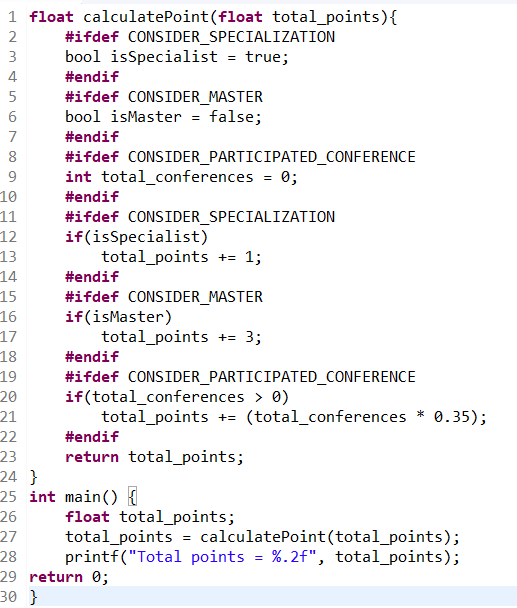 1 float calculatePoint(float total_points){
2 #ifdef CONSIDER_SPECIALIZATION
3 bool isSpecialist = true;
4 #endif
5 #ifdef CONSIDER_MASTER
6 bool isMaster = false;
7 #endif
8 #ifdef CONSIDER_PARTICIPATED_CONFERENCE
9 int total_conferences = 0;
10 #endif
11 #ifdef CONSIDER_SPECIALIZATION
12 if(isSpecialist)
13 total_points += 1;
14 #endif
15 #ifdef CONSIDER_MASTER
16 if(isMaster)
17 total_points += 3;
18 #endif
19 #ifdef CONSIDER_PARTICIPATED_CONFERENCE
20 if(total_conferences > 0)
21 total_points += (total_conferences * 0.35);
22 #endif
23 return total_points;
24 }
25 int main() {
26 float total_points;
27 total_points = calculatePoint(total_points);
28 printf("Total points = %.2f", total_points);
29 return 0;
30 }